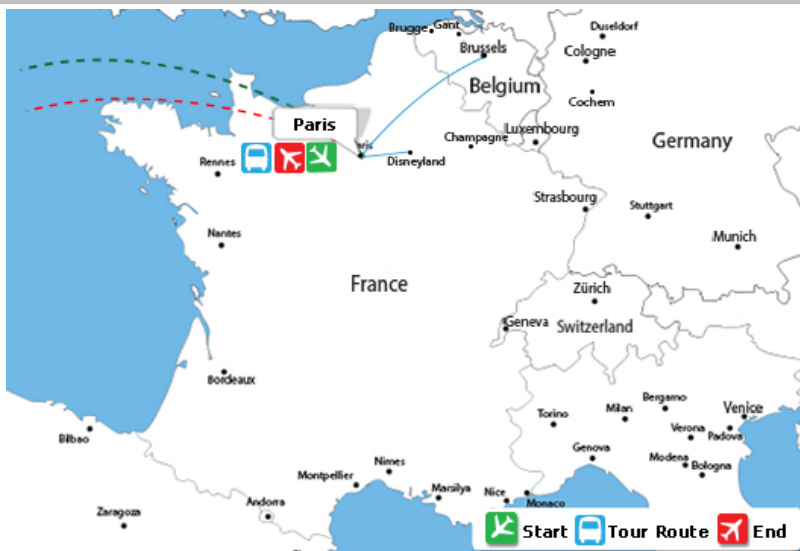 Brugge
Gant
Duseldorf
Brussels
Cologne
Belgium
Cochem
Paris
Champagne
Luxembourg
Germany
aris
Rennes
Disneyland
Strasbourg
Stuttgart
Nantes
Munich
France
Zürich
Geneva
Switzerland
Bordeaux
Bergamo
Torino
Milan
Venice
Verona
Padova
Bilbao
Genova
Modena
Bologna
Nimes
Montpellier
Marsilya
Nice
Monaco
Andorra
Zaragoza
Start
Tour Route
End